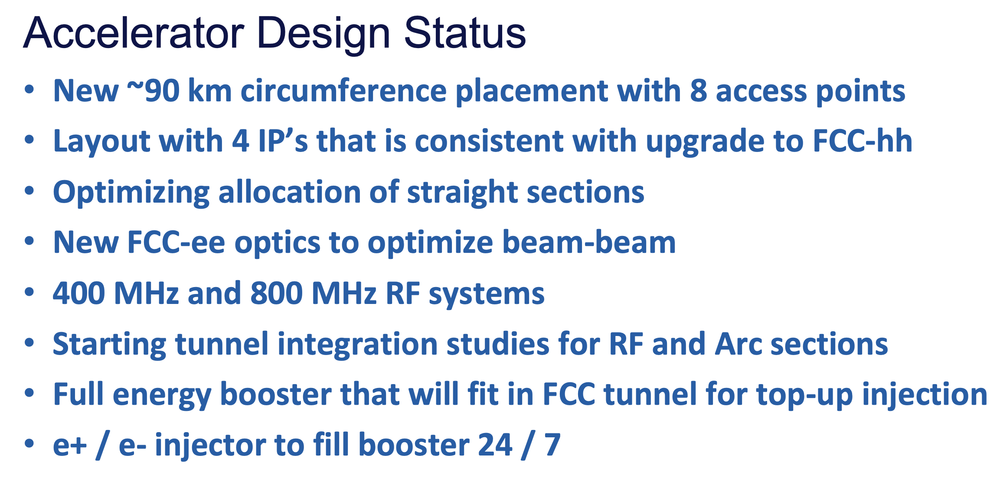 Accelerator Design Status
• New ~90 km circumference placement with 8 access points
• Layout with 4 IP’s that is consistent with upgrade to FCC-hh
• Optimizing allocation of straight sections
• New FCC-ee optics to optimize beam-beam
• 400 MHz and 800 MHz RF systems
• Starting tunnel integration studies for RF and Arc sections
• Full energy booster that will fit in FCC tunnel for top-up injection
• e+ / e- injector to fill booster 24 / 7